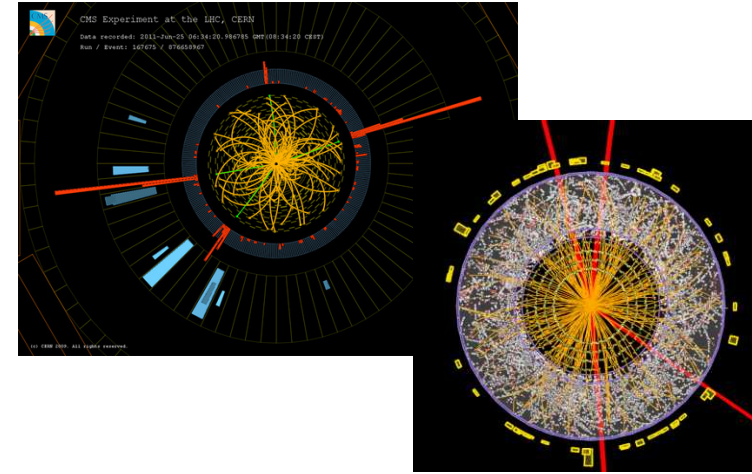 CMS Experiment at the LHC, CERN
Data recorded: 2011-Jun-25 06:34:20.986785 GMT(08:34:20 CEST)
Run / Event: 167675 / 876658967
(c) CERN 2009. All rights reserved.